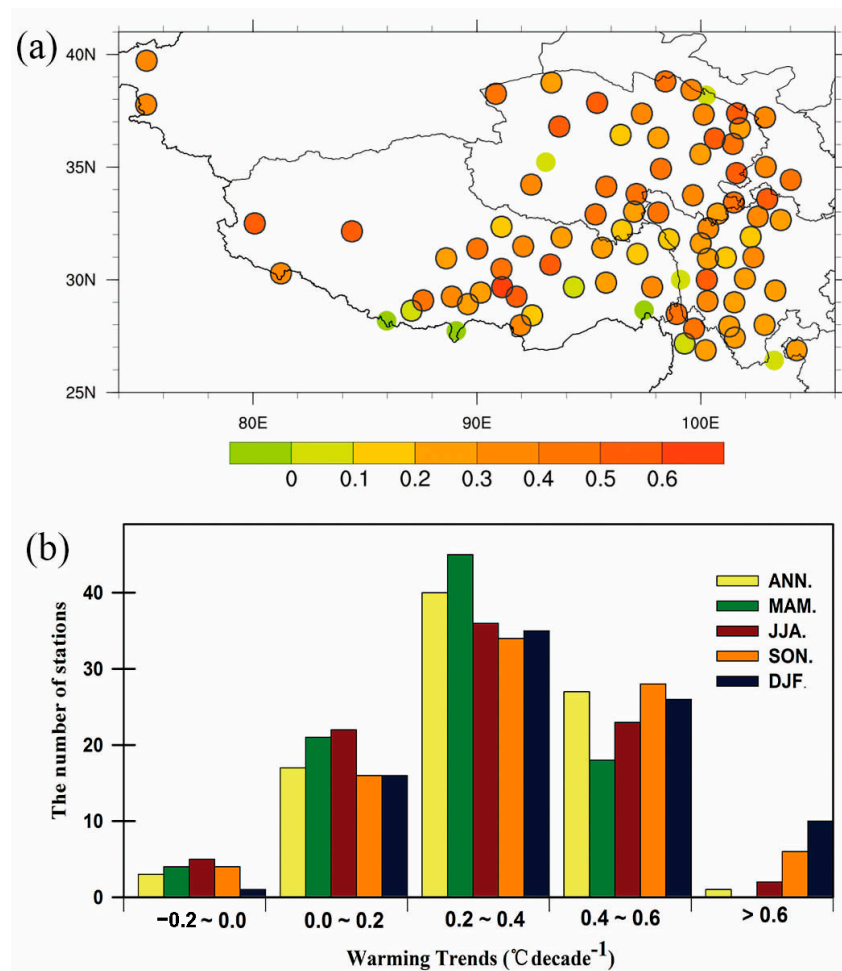 (a)
40N
35N
30N
25N
80E 90E 100E
0 0.1 0.2 0.3 0.4 0.5 0.6
(b)
The number of stations
40
30
20
10
0
ANN.
MAM.
JJA.
SON.
DJF.
−0.2 ~ 0.0 0.0 ~ 0.2 0.2 ~ 0.4 0.4 ~ 0.6 > 0.6
Warming Trends (℃ decade⁻¹)